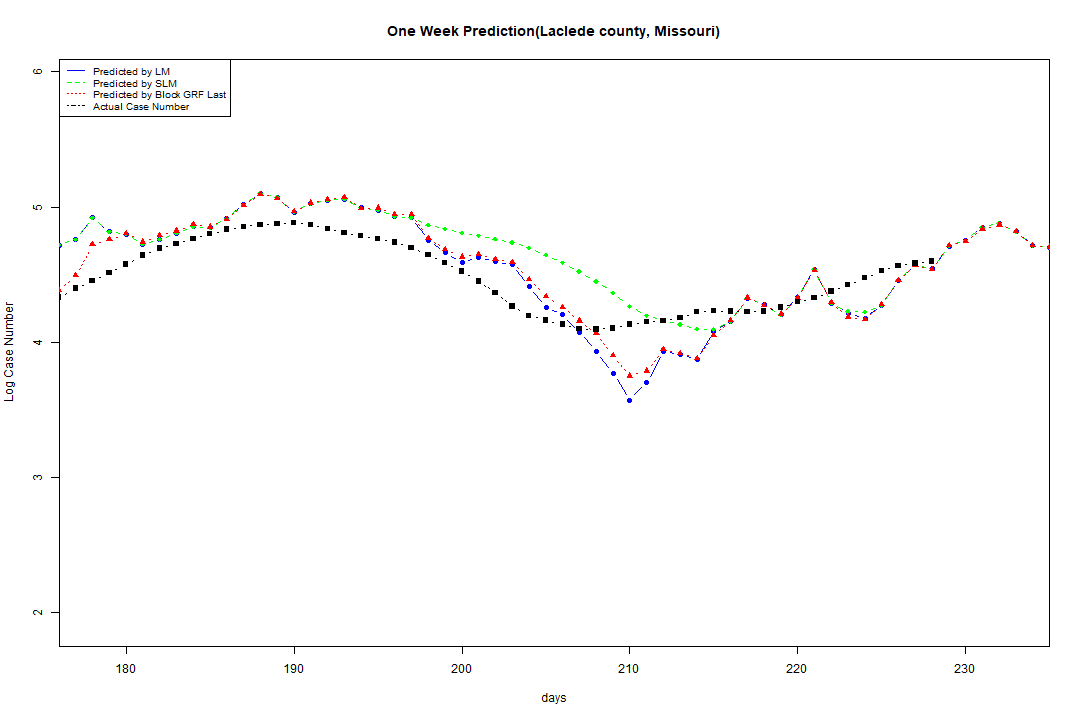 One Week Prediction(Laclede county, Missouri)
Predicted by LM
Predicted by SLM
Predicted by Block GRF Last
Actual Case Number
6
5
4
3
2
Log Case Number
180 190 200 210 220 230
days